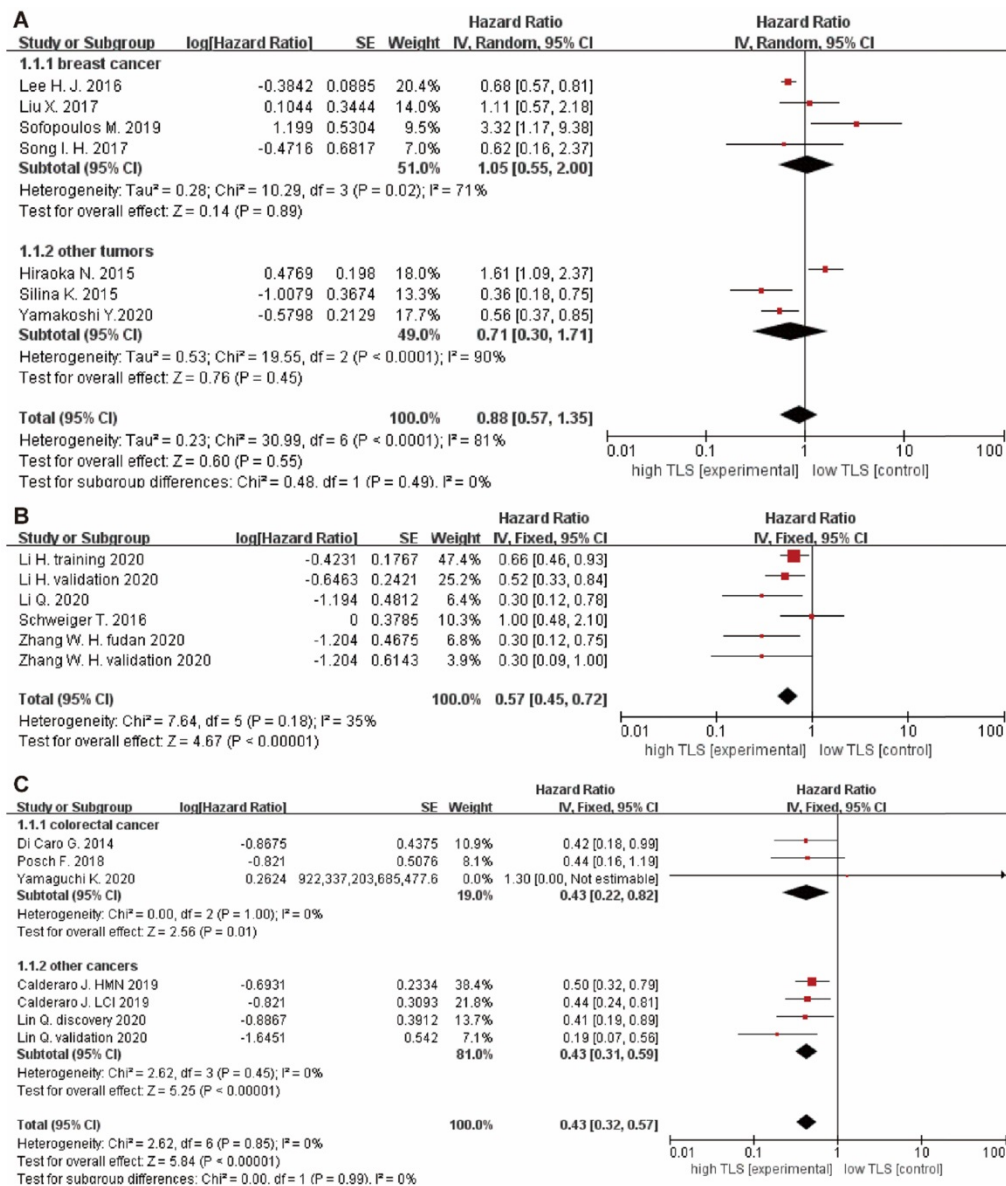 A
Hazard Ratio Hazard Ratio
Study or Subgroup log[Hazard Ratio] SE Weight IV, Random, 95% CI IV, Random, 95% CI
1.1.1 breast cancer
Lee H. J. 2016 -0.3842 0.0885 20.4% 0.68 [0.57, 0.81]
Liu X. 2017 0.1044 0.3444 14.0% 1.11 [0.57, 2.18]
Sofopoulos M. 2019 1.199 0.5304 9.5% 3.32 [1.17, 9.38]
Song I. H. 2017 -0.4716 0.6817 7.0% 0.62 [0.16, 2.37]
Subtotal (95% CI) 51.0% 1.05 [0.55, 2.00]
Heterogeneity: Tau² = 0.28; Chi² = 10.29, df = 3 (P = 0.02); I² = 71%
Test for overall effect: Z = 0.14 (P = 0.89)
1.1.2 other tumors
Hiraoka N. 2015 0.4769 0.198 18.0% 1.61 [1.09, 2.37]
Silina K. 2015 -1.0079 0.3674 13.3% 0.36 [0.18, 0.75]
Yamakoshi Y.2020 -0.5798 0.2129 17.7% 0.56 [0.37, 0.85]
Subtotal (95% CI) 49.0% 0.71 [0.30, 1.71]
Heterogeneity: Tau² = 0.53; Chi² = 19.55, df = 2 (P < 0.0001); I² = 90%
Test for overall effect: Z = 0.76 (P = 0.45)
Total (95% CI) 100.0% 0.88 [0.57, 1.35]
Heterogeneity: Tau² = 0.23; Chi² = 30.99, df = 6 (P < 0.0001); I² = 81%
Test for overall effect: Z = 0.60 (P = 0.55)
Test for subgroup differences: Chi² = 0.48, df = 1 (P = 0.49), I² = 0%
0.01 0.1 1 10 100
high TLS [experimental] low TLS [control]
B
Hazard Ratio Hazard Ratio
Study or Subgroup log[Hazard Ratio] SE Weight IV, Fixed, 95% CI IV, Fixed, 95% CI
Li H. training 2020 -0.4231 0.1767 47.4% 0.66 [0.46, 0.93]
Li H. validation 2020 -0.6463 0.2421 25.2% 0.52 [0.33, 0.84]
Li Q. 2020 -1.194 0.4812 6.4% 0.30 [0.12, 0.78]
Schweiger T. 2016 0 0.3785 10.3% 1.00 [0.48, 2.10]
Zhang W. H. fudan 2020 -1.204 0.4675 6.8% 0.30 [0.12, 0.75]
Zhang W. H. validation 2020 -1.204 0.6143 3.9% 0.30 [0.09, 1.00]
Total (95% CI) 100.0% 0.57 [0.45, 0.72]
Heterogeneity: Chi² = 7.64, df = 5 (P = 0.18); I² = 35%
Test for overall effect: Z = 4.67 (P < 0.00001)
0.01 0.1 1 10 100
high TLS [experimental] low TLS [control]
C
Hazard Ratio Hazard Ratio
Study or Subgroup log[Hazard Ratio] SE Weight IV, Fixed, 95% CI IV, Fixed, 95% CI
1.1.1 colorectal cancer
Di Caro G. 2014 -0.8675 0.4375 10.9% 0.42 [0.18, 0.99]
Posch F. 2018 -0.821 0.5076 8.1% 0.44 [0.16, 1.19]
Yamaguchi K. 2020 0.2624 922,337,203,685,477.6 0.0% 1.30 [0.00, Not estimable]
Subtotal (95% CI) 19.0% 0.43 [0.22, 0.82]
Heterogeneity: Chi² = 0.00, df = 2 (P = 1.00); I² = 0%
Test for overall effect: Z = 2.56 (P = 0.01)
1.1.2 other cancers
Calderaro J. HMN 2019 -0.6931 0.2334 38.4% 0.50 [0.32, 0.79]
Calderaro J. LCI 2019 -0.821 0.3093 21.8% 0.44 [0.24, 0.81]
Lin Q. discovery 2020 -0.8867 0.3912 13.7% 0.41 [0.19, 0.89]
Lin Q. validation 2020 -1.6451 0.542 7.1% 0.19 [0.07, 0.56]
Subtotal (95% CI) 81.0% 0.43 [0.31, 0.59]
Heterogeneity: Chi² = 2.62, df = 3 (P = 0.45); I² = 0%
Test for overall effect: Z = 5.25 (P < 0.00001)
Total (95% CI) 100.0% 0.43 [0.32, 0.57]
Heterogeneity: Chi² = 2.62, df = 6 (P = 0.85); I² = 0%
Test for overall effect: Z = 5.84 (P < 0.00001)
Test for subgroup differences: Chi² = 0.00, df = 1 (P = 0.99), I² = 0%
0.01 0.1 1 10 100
high TLS [experimental] low TLS [control]